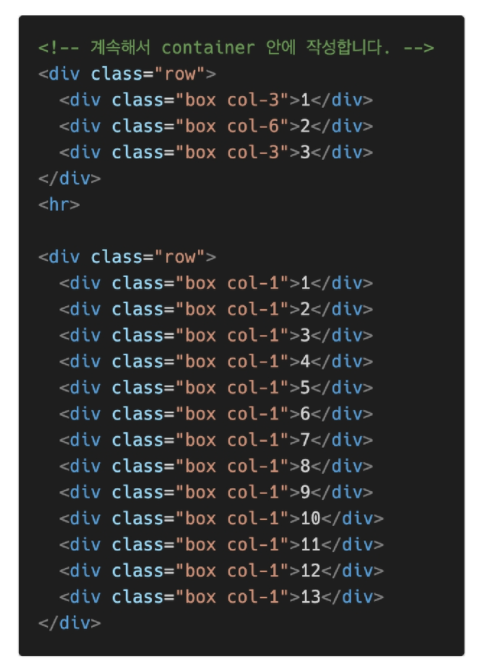 <!-- 계속해서 container 안에 작성합니다. -->
<div class="row">
  <div class="box col-3">1</div>
  <div class="box col-6">2</div>
  <div class="box col-3">3</div>
</div>
<hr>

<div class="row">
  <div class="box col-1">1</div>
  <div class="box col-1">2</div>
  <div class="box col-1">3</div>
  <div class="box col-1">4</div>
  <div class="box col-1">5</div>
  <div class="box col-1">6</div>
  <div class="box col-1">7</div>
  <div class="box col-1">8</div>
  <div class="box col-1">9</div>
  <div class="box col-1">10</div>
  <div class="box col-1">11</div>
  <div class="box col-1">12</div>
  <div class="box col-1">13</div>
</div>